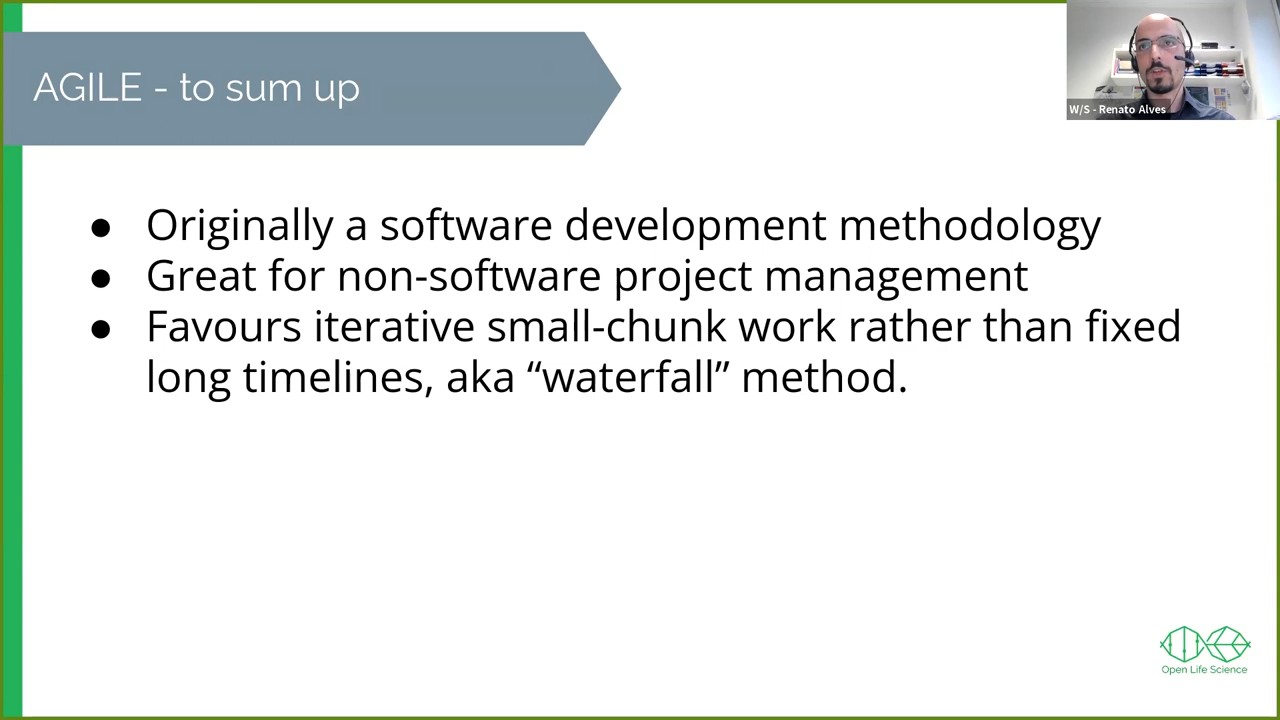 AGILE - to sum up
W/S - Renato Alves
● Originally a software development methodology
● Great for non-software project management
● Favours iterative small-chunk work rather than fixed
long timelines, aka “waterfall” method.
Open Life Science